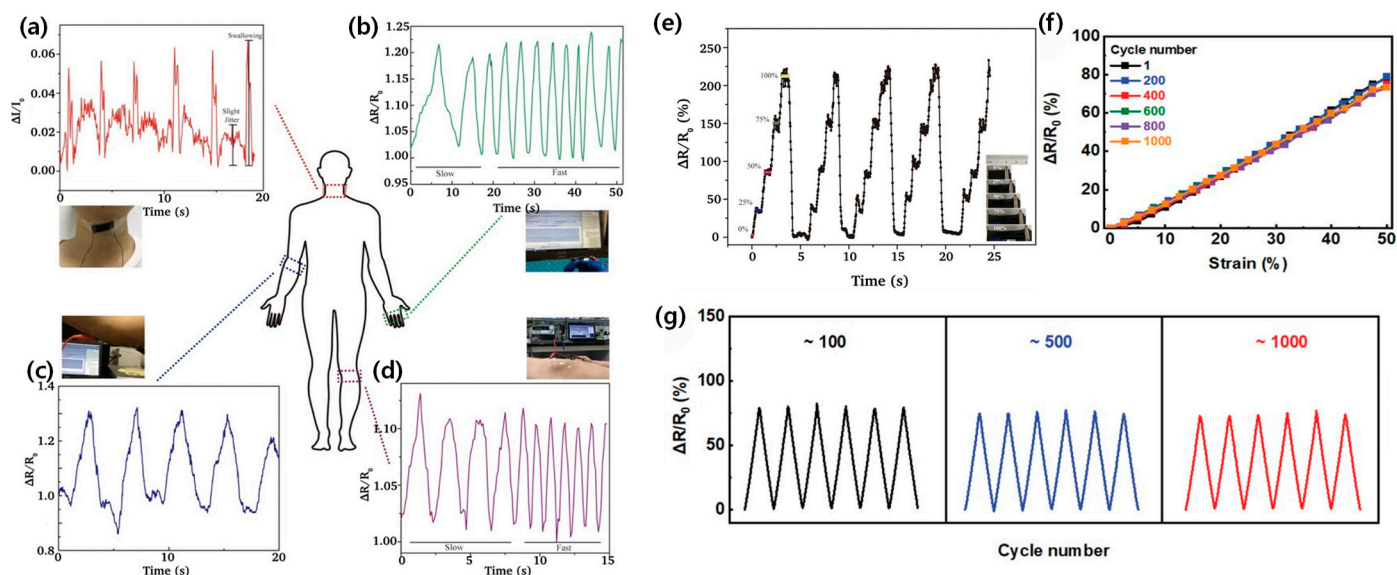 (a)
ΔI/I0
0.06
0.04
0.02
0.00
Swallowing
Slight
Jitter
0
10
20
Time (s)
(b)
ΔR/R0
1.25
1.20
1.15
1.10
1.05
1.00
0.95
Slow
Fast
0
10
20
30
40
50
Time (s)
(c)
ΔR/R0
1.4
1.2
1.0
0.8
0
10
20
Time (s)
(d)
ΔR/R0
1.10
1.05
1.00
Slow
Fast
0
5
10
15
Time (s)
(e)
ΔR/R0 (%)
250
225
200
175
150
125
100
75
50
25
0
100%
75%
50%
25%
0%
0
5
10
15
20
25
Time (s)
(f)
ΔR/R0 (%)
100
80
60
40
20
0
Cycle number
1
200
400
600
800
1000
0
10
20
30
40
50
Strain (%)
(g)
ΔR/R0 (%)
150
100
50
0
~ 100
~ 500
~ 1000
Cycle number